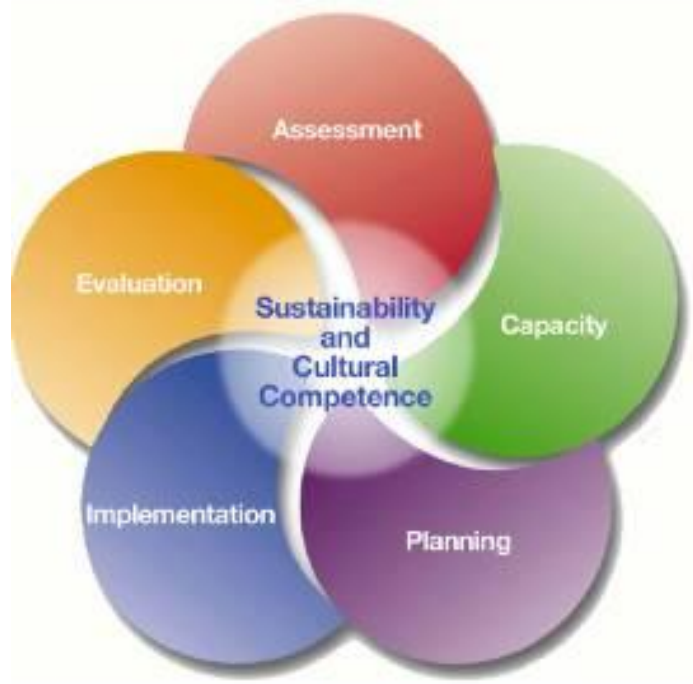 Assessment
Evaluation
Capacity
Sustainability
and
Cultural
Competence
Implementation
Planning